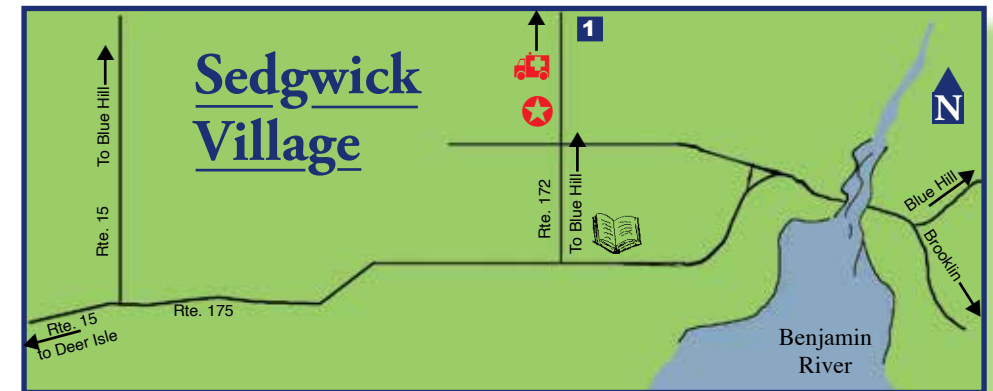 Sedgwick
Village
1
N
To Blue Hill
Rte. 15
Rte. 172
To Blue Hill
Blue Hill
Brooklin
Rte. 175
Rte. 15
to Deer Isle
Benjamin
River